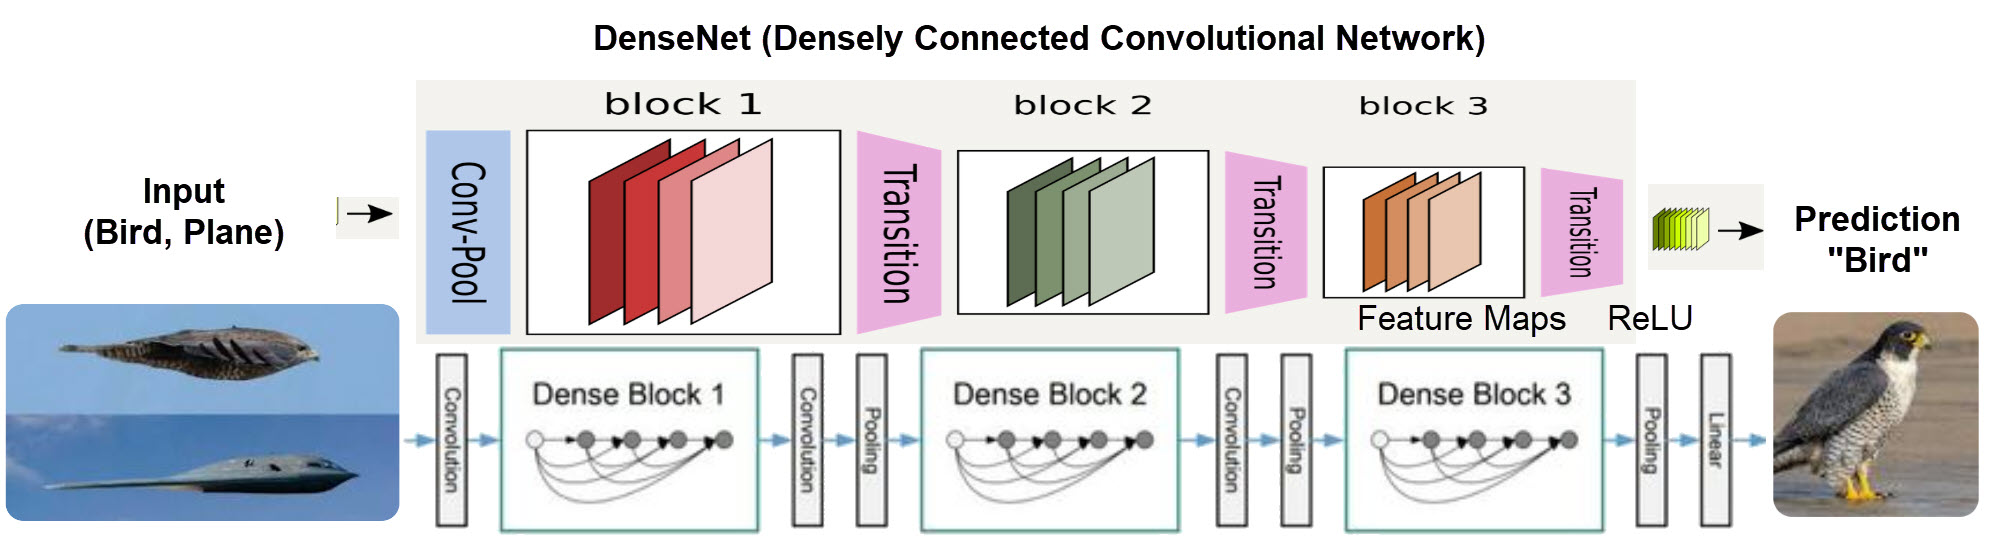 DenseNet (Densely Connected Convolutional Network)
block 1
block 2
block 3
Input
(Bird, Plane)
Conv-Pool
Transition
Transition
Transition
Prediction
"Bird"
Feature Maps
ReLU
Convolution
Dense Block 1
Convolution
Pooling
Dense Block 2
Convolution
Pooling
Dense Block 3
Pooling
Linear